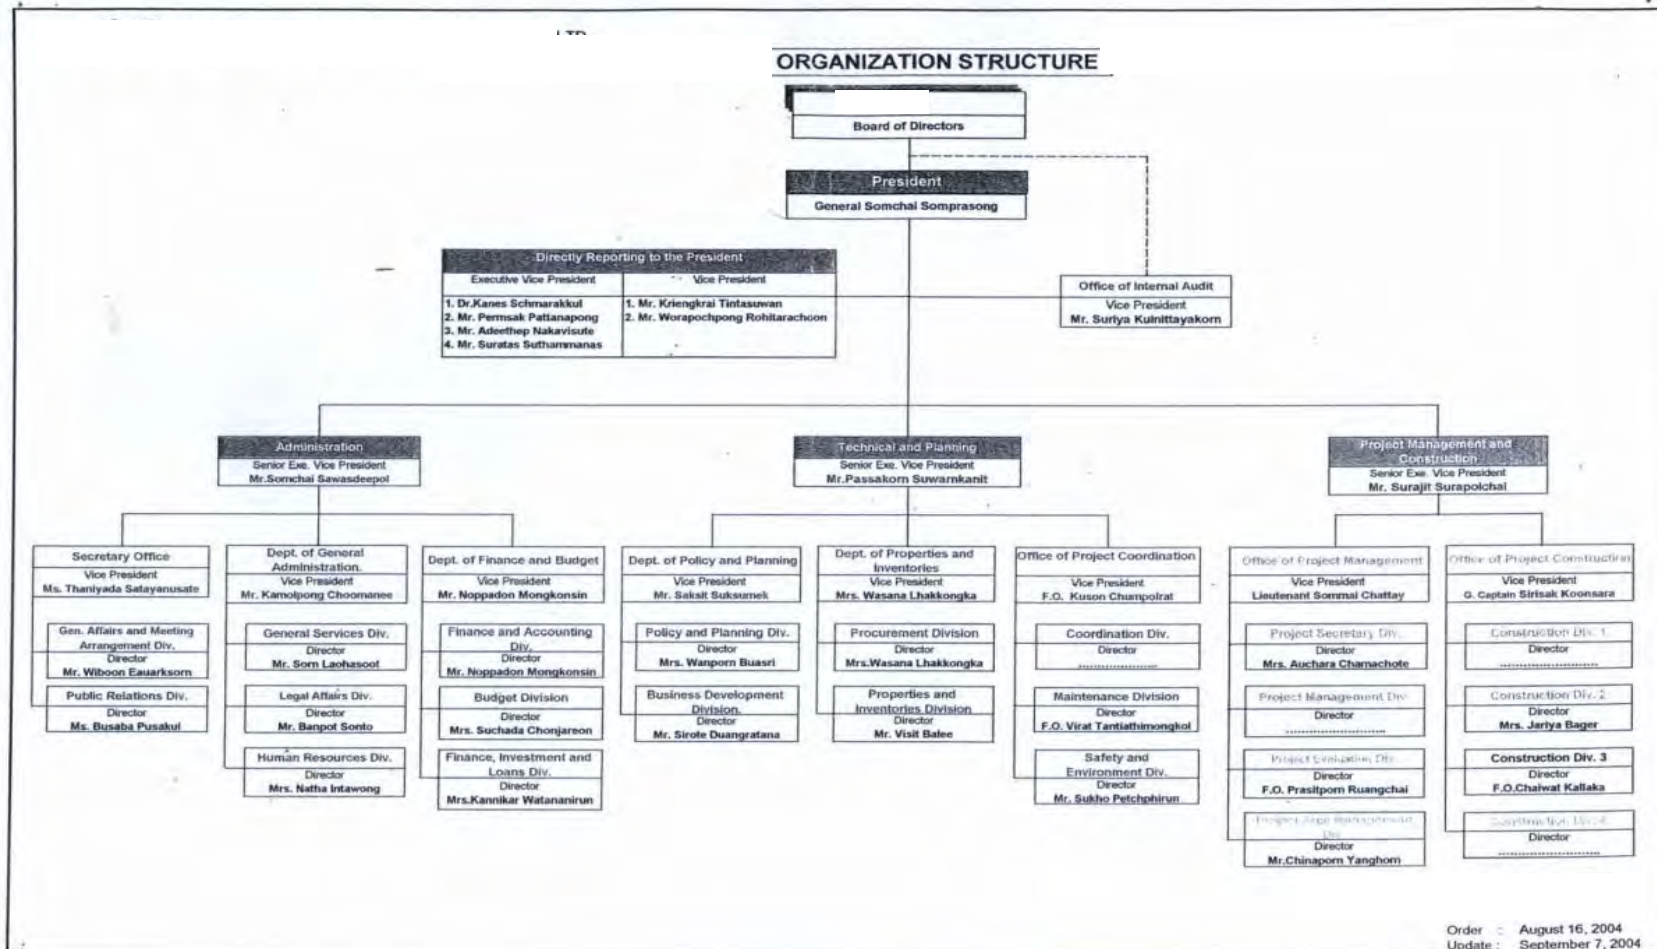 ORGANIZATION STRUCTURE
Board of Directors
President
General Somchai Somprasong
Directly Reporting to the President
Executive Vice President
Vice President
1. Dr.Kanes Schmarakkul
2. Mr. Permsak Pattanapong
3. Mr. Adeethep Nakavisute
4. Mr. Suratas Suthammanas
1. Mr. Kriengkrai Tintasuwan
2. Mr. Worapochpong Rohitarachoon
Office of Internal Audit
Vice President
Mr. Suriya Kulnittayakorn
Administration
Senior Exe. Vice President
Mr.Somchai Sawasdeepol
Technical and Planning
Senior Exe. Vice President
Mr.Passakorn Suwarnkanit
Project Management and
Construction
Senior Exe. Vice President
Mr. Surajit Surapolchai
Secretary Office
Vice President
Ms. Thaniyada Satayanusate
Gen. Affairs and Meeting
Arrangement Div.
Director
Mr. Wiboon Eauarksorn
Public Relations Div.
Director
Ms. Busaba Pusakul
Dept. of General
Administration.
Vice President
Mr. Kamolpong Choomanee
General Services Div.
Director
Mr. Sorn Laohasoot
Legal Affairs Div.
Director
Mr. Banpot Sonto
Human Resources Div.
Director
Mrs. Natha Intawong
Dept. of Finance and Budget
Vice President
Mr. Noppadon Mongkonsin
Finance and Accounting
Div.
Director
Mr. Noppadon Mongkonsin
Budget Division
Director
Mrs. Suchada Chonjareon
Finance, Investment and
Loans Div.
Director
Mrs.Kannikar Watananirun
Dept. of Policy and Planning
Vice President
Mr. Saksit Suksumek
Policy and Planning Div.
Director
Mrs. Wanporn Buasri
Business Development
Division.
Director
Mr. Sirote Duangratana
Dept. of Properties and
Inventories
Vice President
Mrs. Wasana Lhakkongka
Procurement Division
Director
Mrs.Wasana Lhakkongka
Properties and
Inventories Division
Director
Mr. Visit Balee
Office of Project Coordination
Vice President
F.O. Kuson Chumpolrat
Coordination Div.
Director
.....................
Maintenance Division
Director
F.O. Virat Tantiathimongkol
Safety and
Environment Div.
Director
Mr. Sukho Petchphirun
Office of Project Management
Vice President
Lieutenant Sommai Chattay
Project Secretary Div.
Director
Mrs. Auchara Chamachote
Project Management Div.
Director
...........................
Project Evaluation Div.
Director
F.O. Prasitporn Ruangchai
Project Area Management
Div.
Director
Mr.Chinaporn Yanghom
Office of Project Construction
Vice President
G. Captain Sirisak Koonsara
Construction Div. 1
Director
...........................
Construction Div. 2
Director
Mrs. Jariya Bager
Construction Div. 3
Director
F.O.Chaiwat Kallaka
Construction Div. 4
Director
...........................
Order : August 16, 2004
Update : September 7, 2004